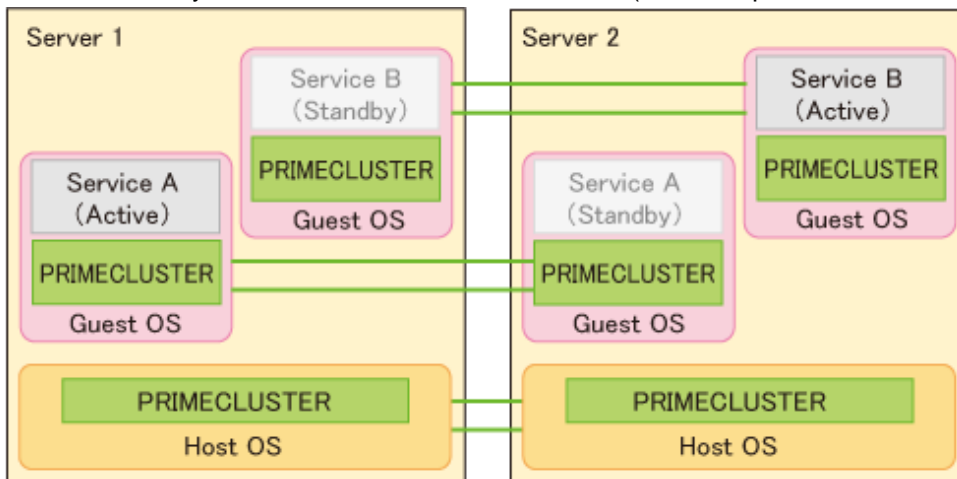 Server 1
Service B
(Standby)
PRIMECLUSTER
Guest OS
Service A
(Active)
PRIMECLUSTER
Guest OS
PRIMECLUSTER
Host OS
Server 2
Service B
(Active)
PRIMECLUSTER
Guest OS
Service A
(Standby)
PRIMECLUSTER
Guest OS
PRIMECLUSTER
Host OS